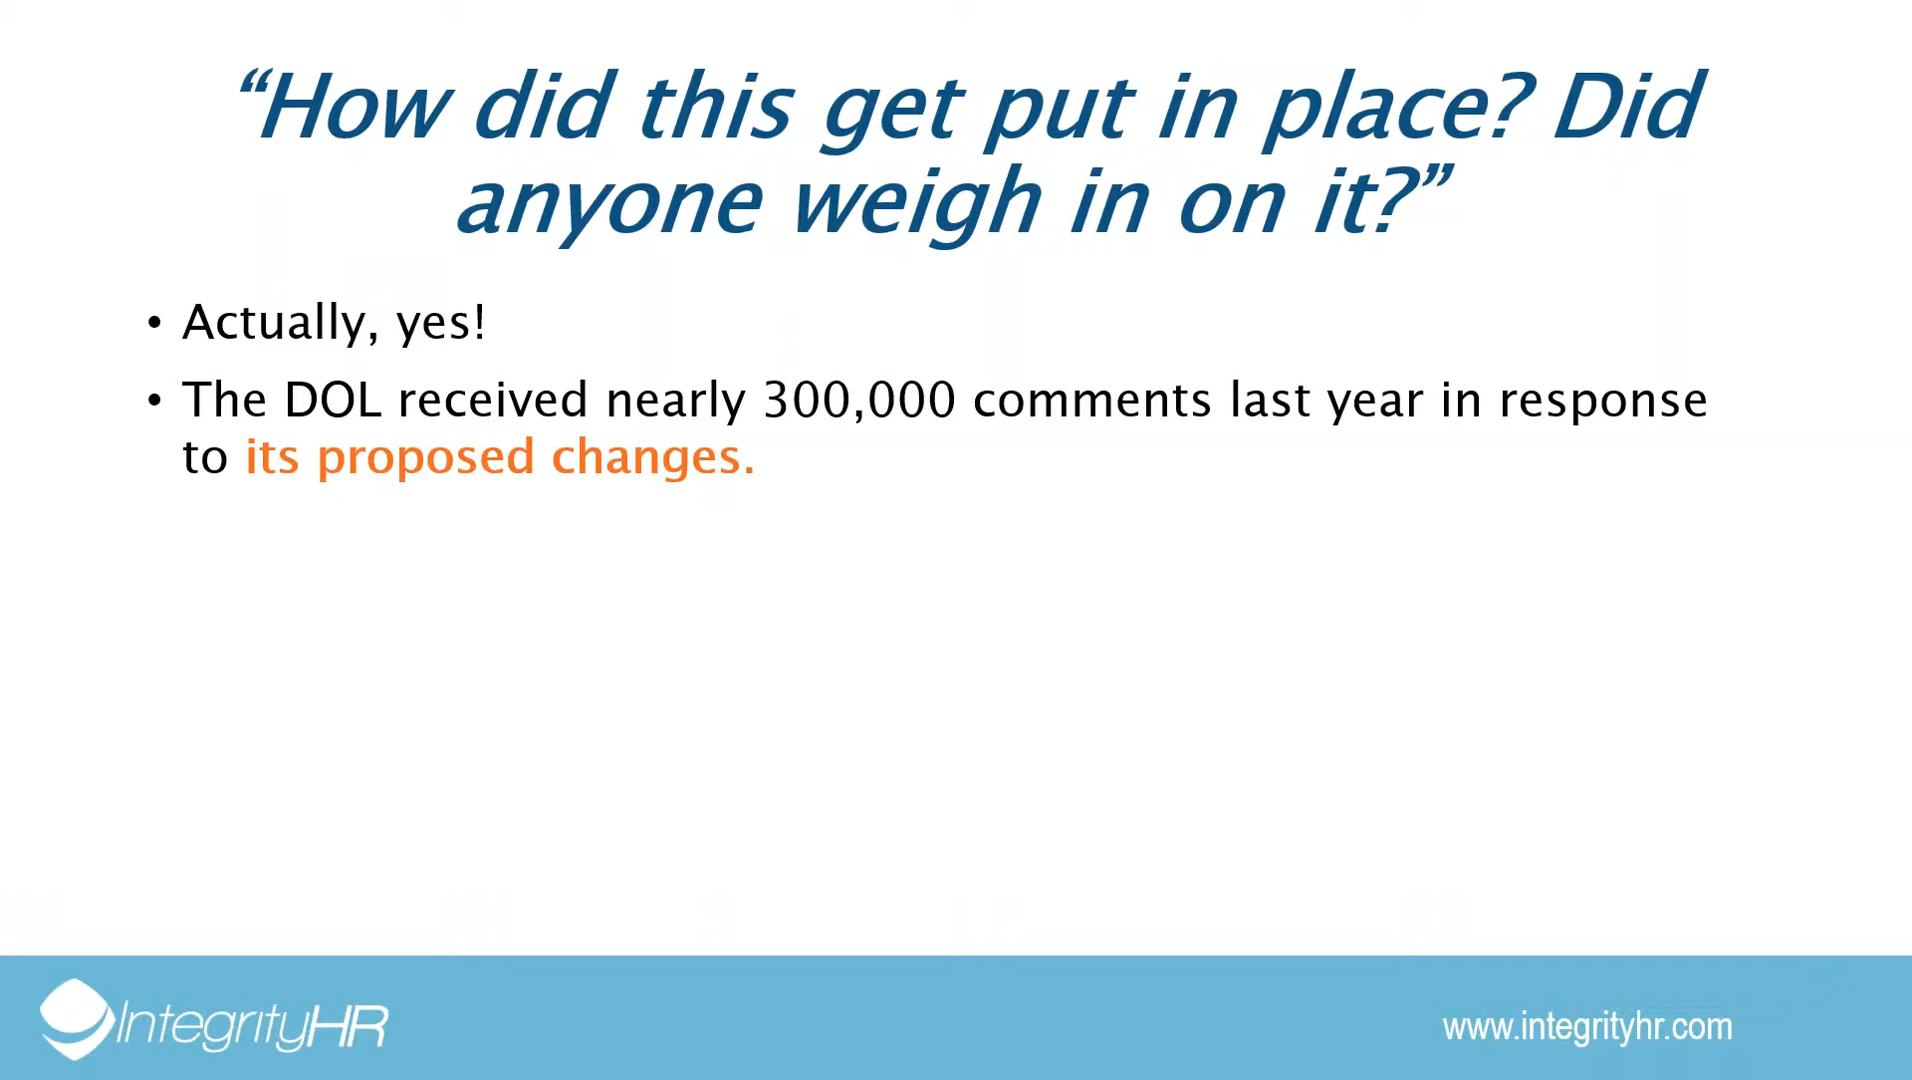 “How did this get put in place? Did
anyone weigh in on it?”
• Actually, yes!
• The DOL received nearly 300,000 comments last year in response
to its proposed changes.
IntegrityHR
www.integrityhr.com